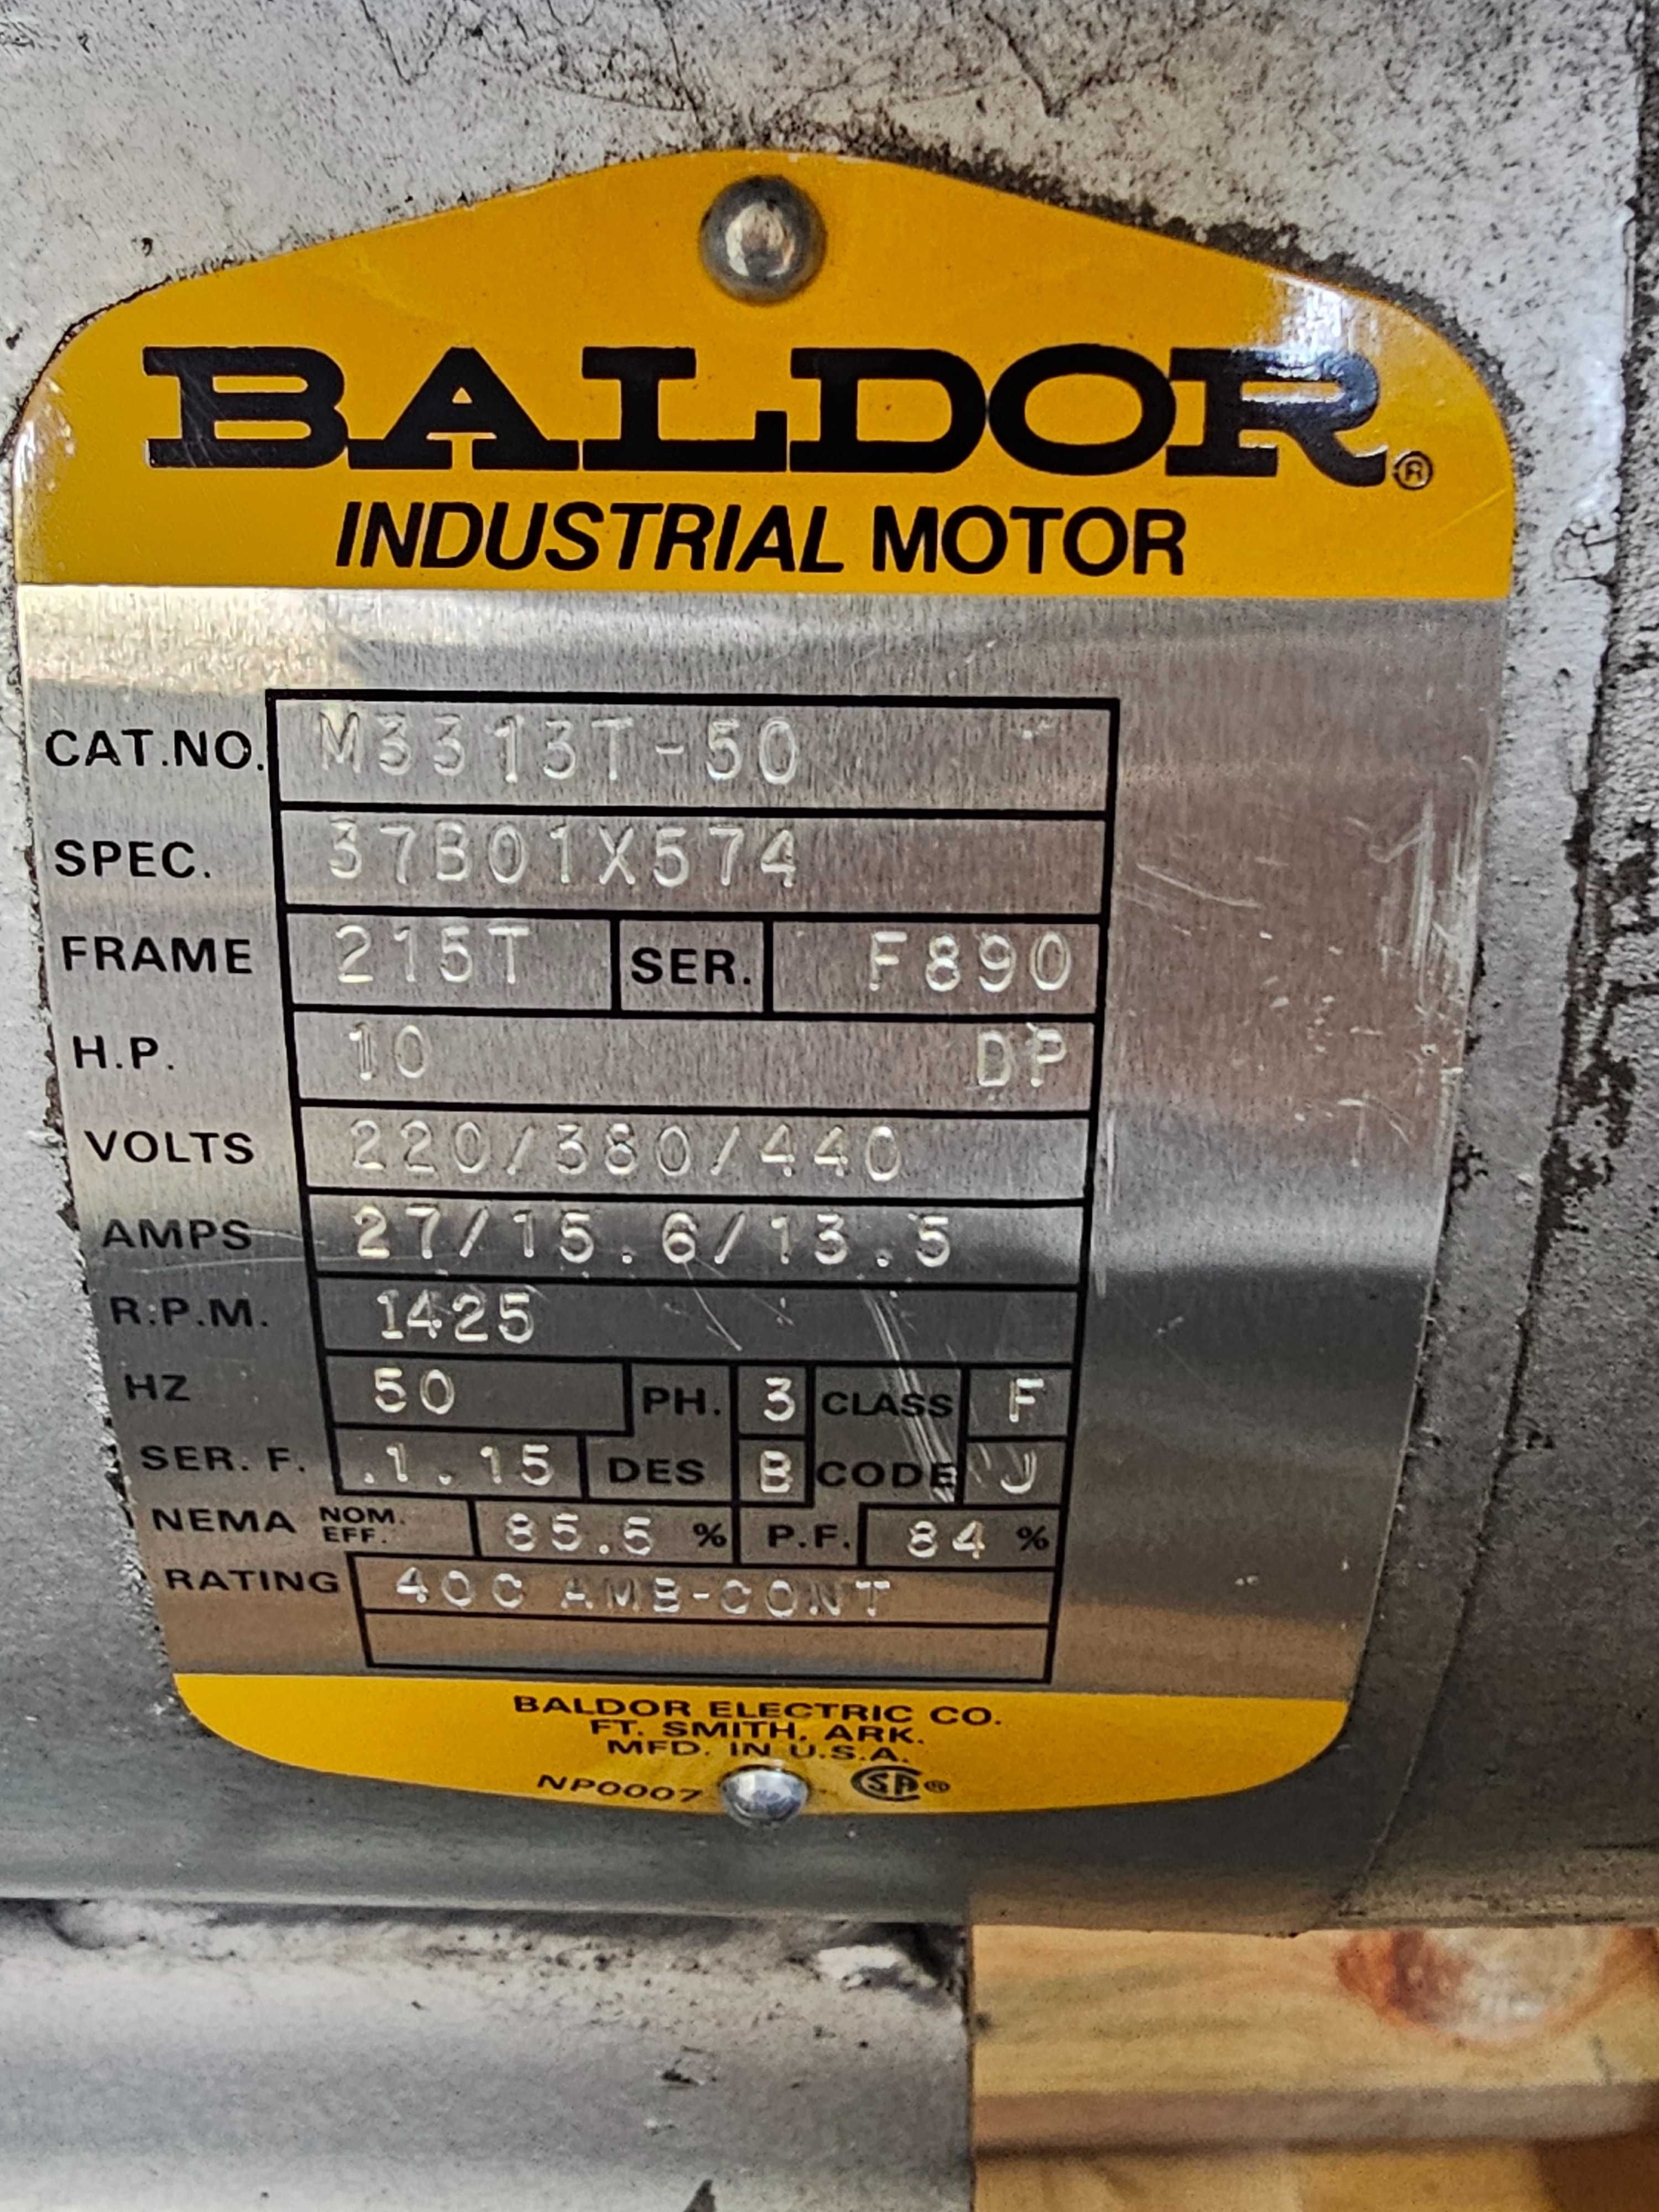 BALDOR®
INDUSTRIAL MOTOR
CAT.NO. M3313T-50
SPEC. 37B01X574
FRAME 215T SER. F890
H.P. 10 DP
VOLTS 220/380/440
AMPS 27/15.6/13.5
R.P.M. 1425
HZ 50 PH. 3 CLASS F
SER. F. .1.15 DES B CODE J
NEMA NOM. EFF. 85.5 % P.F. 84 %
RATING 40C AMB-CONT
BALDOR ELECTRIC CO.
FT. SMITH, ARK.
MFD. IN U.S.A.
NP0007 CSA®